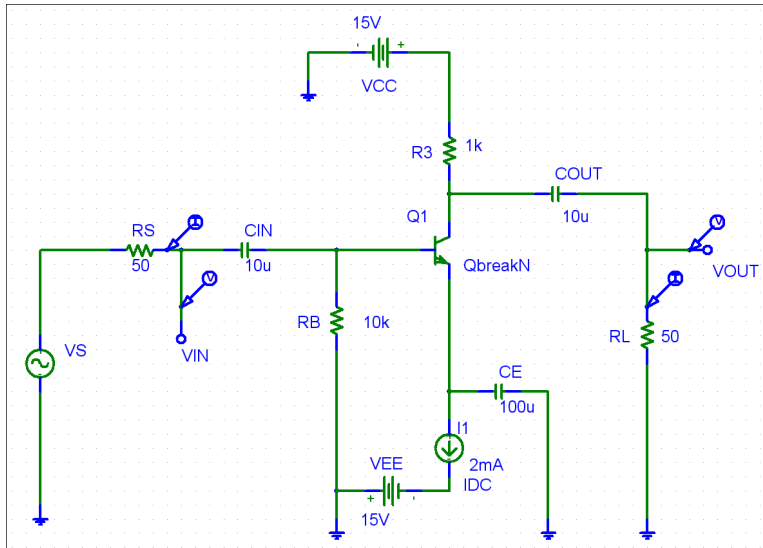 15V
- +
VCC
R3 1k
COUT
10u
Q1
QbreakN
RS
50
I
CIN
10u
V
VIN
VS
RB 10k
V
VOUT
I
RL 50
CE
100u
I1
2mA
IDC
VEE
+ -
15V